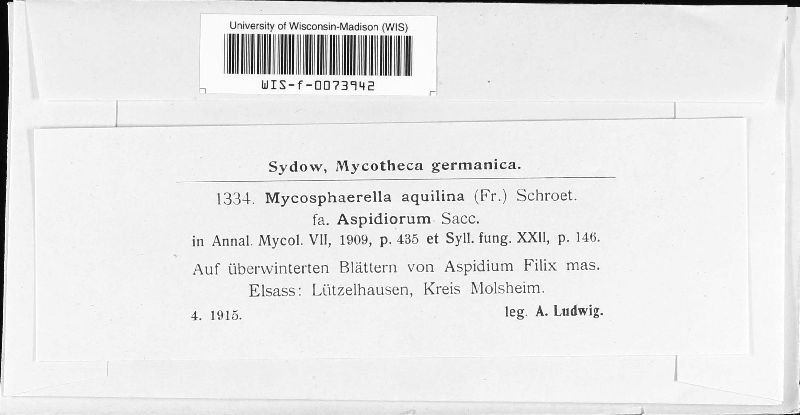 University of Wisconsin-Madison (WIS)
WIS-f-0073942
Sydow, Mycotheca germanica.
1334. Mycosphaerella aquilina (Fr.) Schroet.
fa. Aspidiorum Sacc.
in Annal. Mycol. VII, 1909, p. 435 et Syll. fung. XXII, p. 146.
Auf überwinterten Blättern von Aspidium Filix mas.
Elsass: Lützelhausen, Kreis Molsheim.
4. 1915. leg. A. Ludwig.